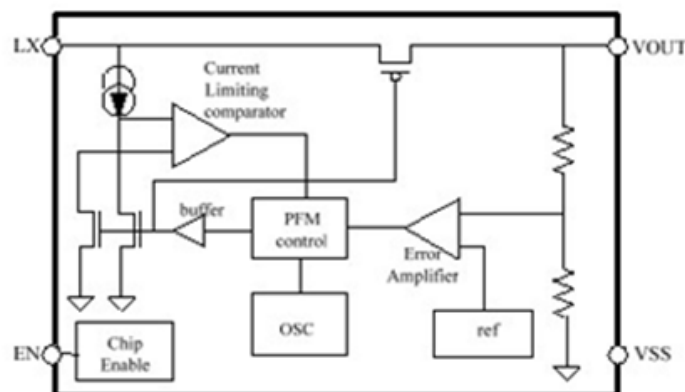 LX
VOUT
Current
Limiting
comparator
buffer
PFM
control
Error
Amplifier
OSC
ref
EN
Chip
Enable
VSS